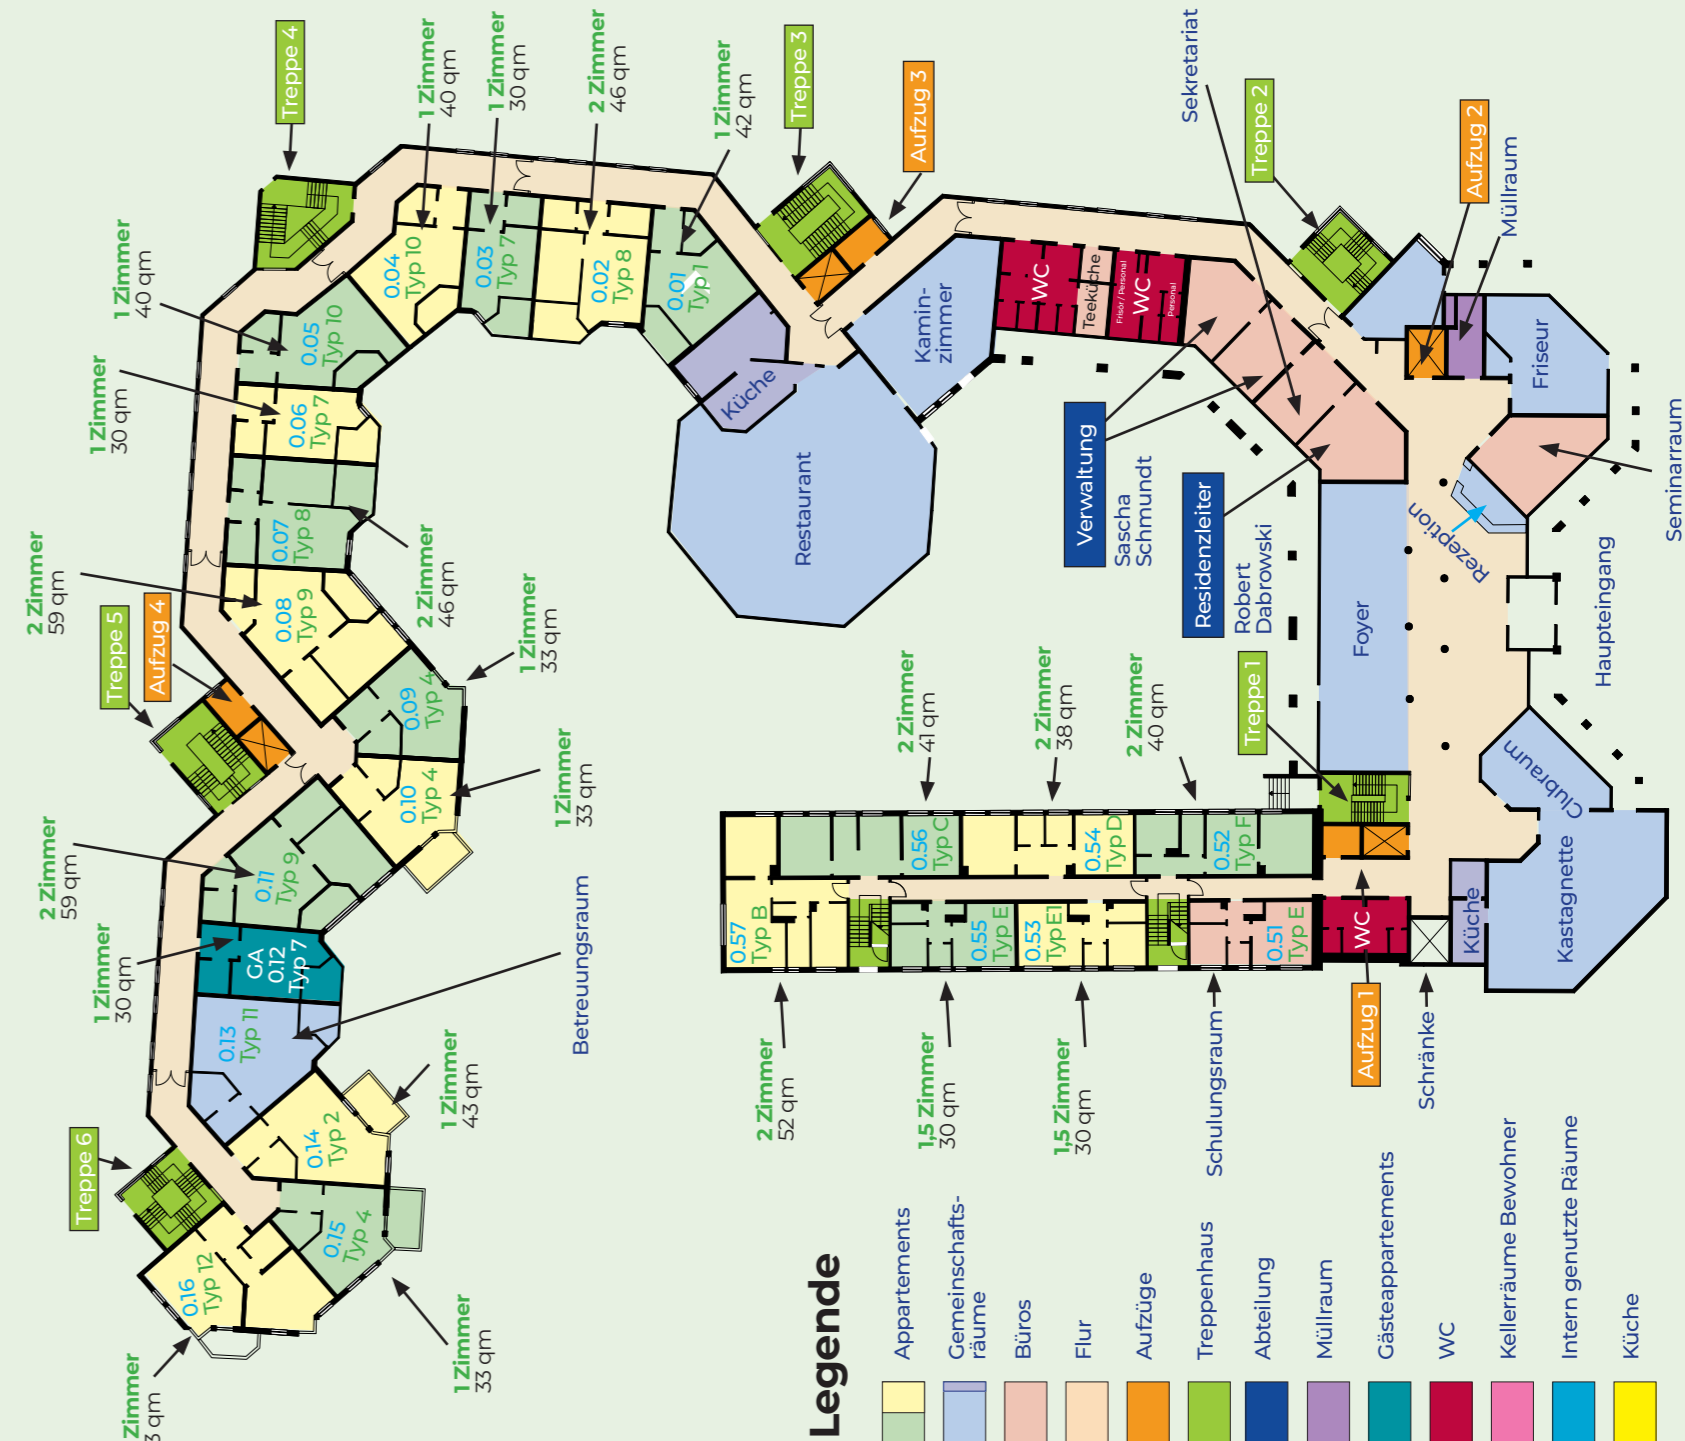 Treppe 4
1 Zimmer
40 qm
1 Zimmer
30 qm
2 Zimmer
46 qm
1 Zimmer
42 qm
Treppe 3
Aufzug 3
Sekretariat
Treppe 2
Aufzug 2
Müllraum
1 Zimmer
40 qm
1 Zimmer
30 qm
2 Zimmer
59 qm
Treppe 5
Aufzug 4
2 Zimmer
46 qm
1 Zimmer
33 qm
1 Zimmer
33 qm
2 Zimmer
59 qm
1 Zimmer
30 qm
Betreuungsraum
1 Zimmer
43 qm
Treppe 6
1 Zimmer
33 qm
Zimmer
3 qm
0.04
Typ 10
0.03
Typ 7
0.02
Typ 8
0.01
Typ 1
0.05
Typ 10
0.06
Typ 7
0.07
Typ 8
0.08
Typ 9
0.09
Typ 4
0.10
Typ 4
0.11
Typ 9
GA
0.12
Typ 7
0.13
Typ 11
0.14
Typ 2
0.15
Typ 4
0.16
Typ 12
Küche
Restaurant
Kamin-
zimmer
WC
Teeküche
Frisör / Personal
WC
Personal
Friseur
Seminarraum
Verwaltung
Sascha
Schmundt
Residenzleiter
Robert
Dabrowski
Rezeption
Foyer
Haupteingang
Treppe 1
Clubraum
Kastagnette
Küche
WC
Aufzug 1
Schränke
2 Zimmer
41 qm
2 Zimmer
38 qm
2 Zimmer
40 qm
0.56
Typ C
0.54
Typ D
0.52
Typ F
0.57
Typ B
0.55
Typ E
0.53
Typ E1
0.51
Typ E
2 Zimmer
52 qm
1,5 Zimmer
30 qm
1,5 Zimmer
30 qm
Schulungsraum
Legende
Appartements
Gemeinschafts-
räume
Büros
Flur
Aufzüge
Treppenhaus
Abteilung
Müllraum
Gästeappartements
WC
Kellerräume Bewohner
Intern genutzte Räume
Küche